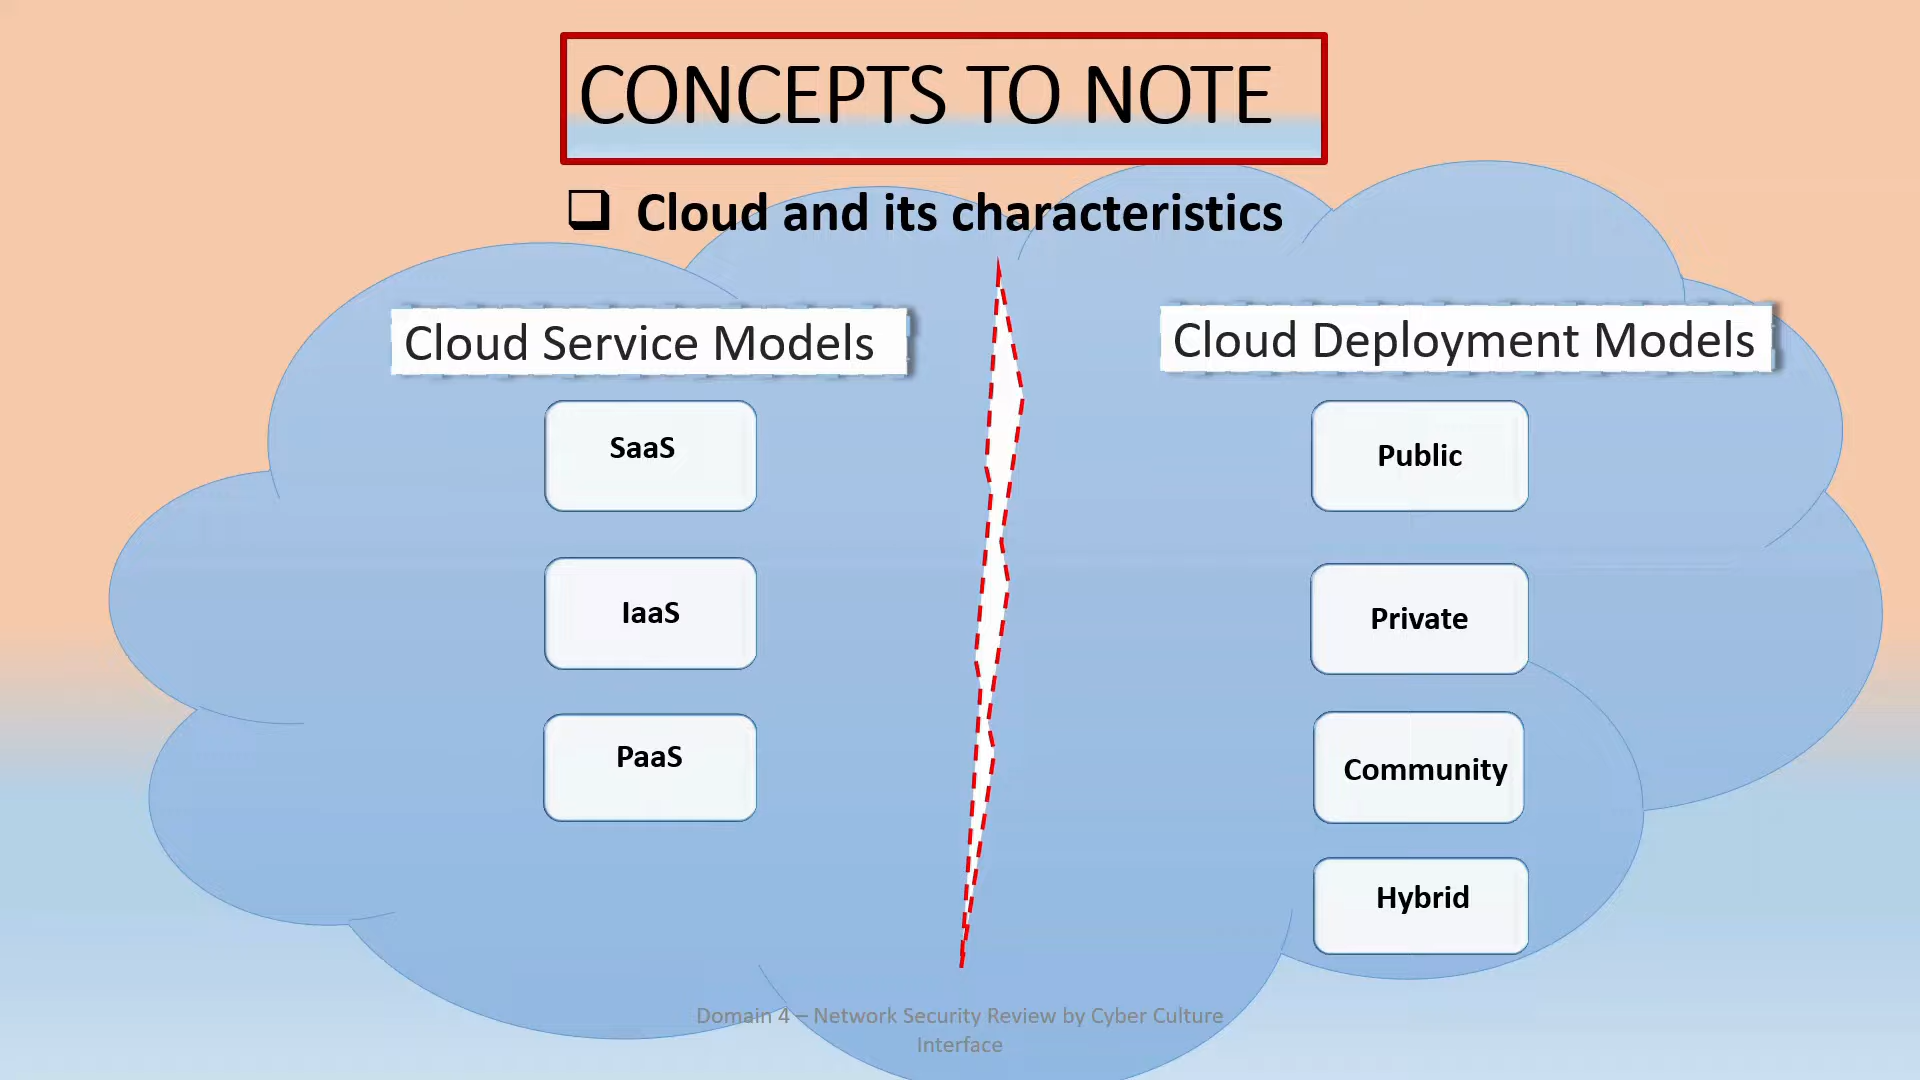 CONCEPTS TO NOTE
❑ Cloud and its characteristics
Cloud Service Models
SaaS
IaaS
PaaS
Cloud Deployment Models
Public
Private
Community
Hybrid
Domain 4 – Network Security Review by Cyber Culture
Interface